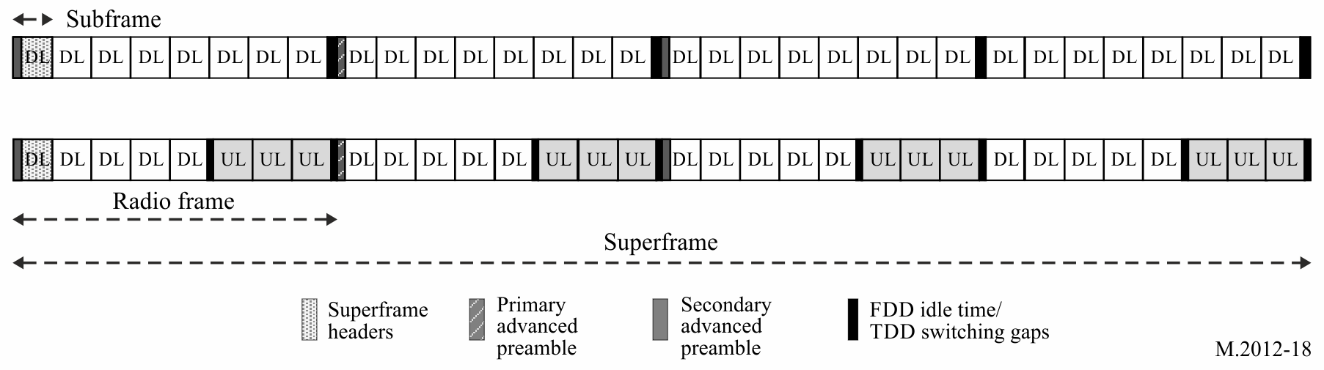 Subframe
DL DL DL DL DL DL DL DL DL DL DL DL DL DL DL DL DL DL DL DL DL DL DL DL DL DL DL DL DL DL DL DL
DL DL DL DL DL UL UL UL DL DL DL DL DL UL UL UL DL DL DL DL DL UL UL UL DL DL DL DL DL UL UL UL
Radio frame
Superframe
Superframe
headers
Primary
advanced
preamble
Secondary
advanced
preamble
FDD idle time/
TDD switching gaps
M.2012-18